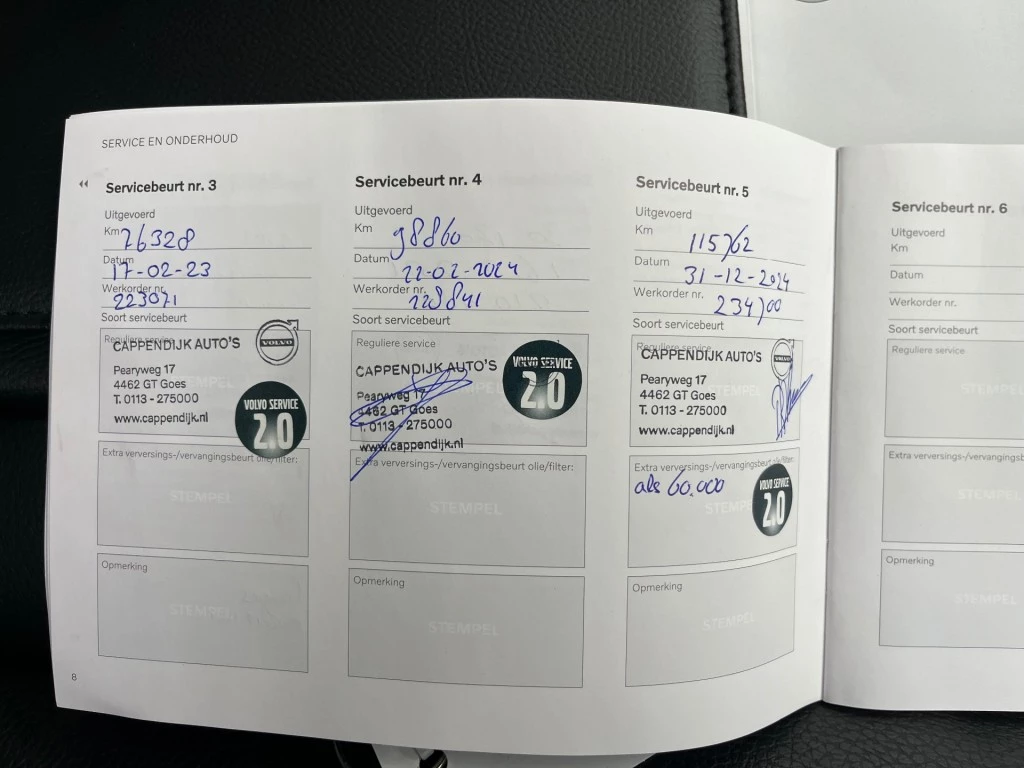 SERVICE EN ONDERHOUD
Servicebeurt nr. 3
Uitgevoerd
Km 76328
Datum 17-02-23
Werkorder nr. 223071
Soort servicebeurt
Reguliere service
CAPPENDIJK AUTO'S
VOLVO
Pearyweg 17
4462 GT Goes
STEMPEL
T. 0113 - 275000
www.cappendijk.nl
VOLVO SERVICE
2.0
Extra verversings-/vervangingsbeurt olie/filter:
STEMPEL
Opmerking
STEMPEL
8
Servicebeurt nr. 4
Uitgevoerd
Km 98860
Datum 22-02-2024
Werkorder nr. 228841
Soort servicebeurt
Reguliere service
CAPPENDIJK AUTO'S
Pearyweg 17
4462 GT Goes
T. 0113 - 275000
www.cappendijk.nl
VOLVO SERVICE
2.0
Extra verversings-/vervangingsbeurt olie/filter:
STEMPEL
Opmerking
STEMPEL
Servicebeurt nr. 5
Uitgevoerd
Km 115762
Datum 31-12-2024
Werkorder nr. 234700
Soort servicebeurt
Reguliere service
CAPPENDIJK AUTO'S
VOLVO
Pearyweg 17
4462 GT Goes
T. 0113 - 275000
www.cappendijk.nl
Extra verversings-/vervangingsbeurt olie/filter:
als 60.000
STEMPEL
VOLVO SERVICE
2.0
Opmerking
STEMPEL
Servicebeurt nr. 6
Uitgevoerd
Km
Datum
Werkorder nr.
Soort servicebeurt
Reguliere service
STEMPEL
Extra verversings-/vervangings
STEMPEL
Opmerking
STEMPEL